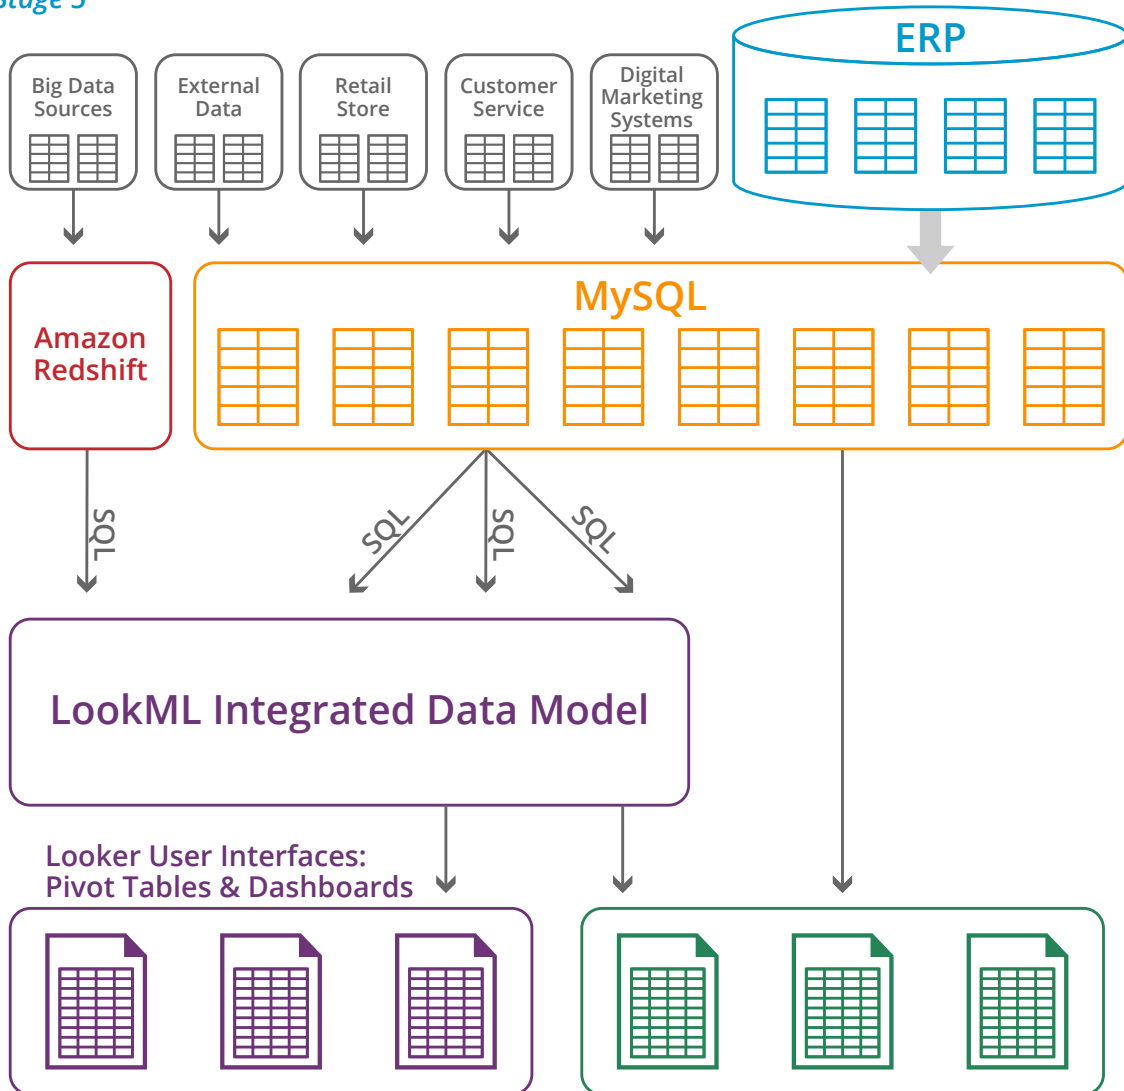 Stage 3
ERP
Big Data
Sources
External
Data
Retail
Store
Customer
Service
Digital
Marketing
Systems
MySQL
Amazon
Redshift
SQL
SQL
SQL
SQL
LookML Integrated Data Model
Looker User Interfaces:
Pivot Tables & Dashboards